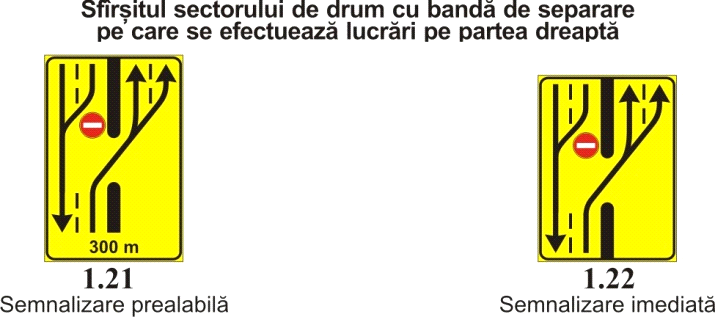 Sfîrșitul sectorului de drum cu bandă de separare
pe care se efectuează lucrări pe partea dreaptă
300 m
1.21
Semnalizare prealabilă
1.22
Semnalizare imediată